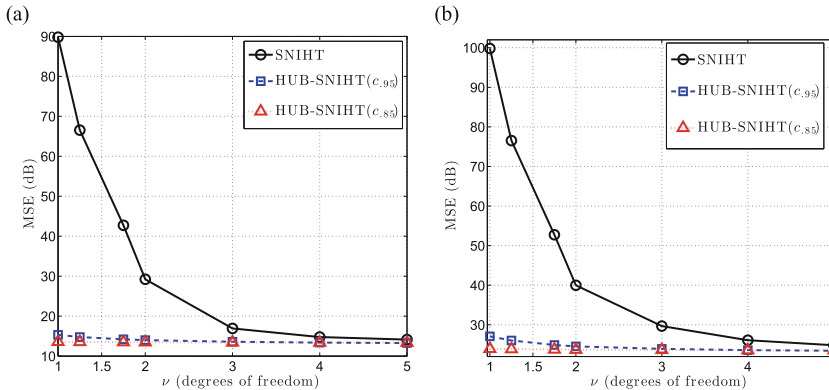 (a)
90
80
70
60
50
40
30
20
10
MSE (dB)
1 1.5 2 3 4 5
ν (degrees of freedom)
SNIHT
HUB-SNIHT(c.95)
HUB-SNIHT(c.85)
(b)
100
90
80
70
60
50
40
30
MSE (dB)
1 1.5 2 3 4
ν (degrees of freedom)
SNIHT
HUB-SNIHT(c.95)
HUB-SNIHT(c.85)